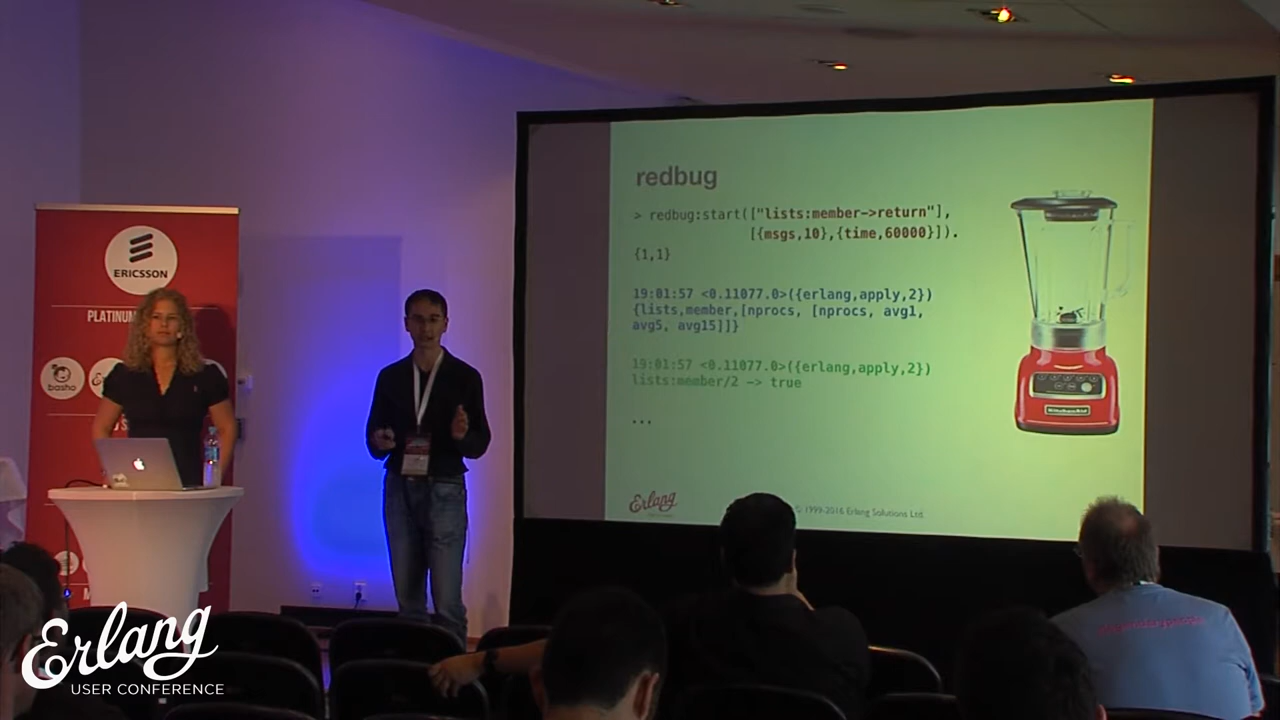 redbug
> redbug:start(["lists:member->return"],
[{msgs,10},{time,60000}]).
{1,1}
19:01:57 <0.11077.0>({erlang,apply,2})
{lists,member,[nprocs, [nprocs, avg1,
avg5, avg15]]}
19:01:57 <0.11077.0>({erlang,apply,2})
lists:member/2 -> true
...
KitchenAid
Erlang
© 1999-2016 Erlang Solutions Ltd.
ERICSSON
PLATINUM
basho
Erlang
USER CONFERENCE